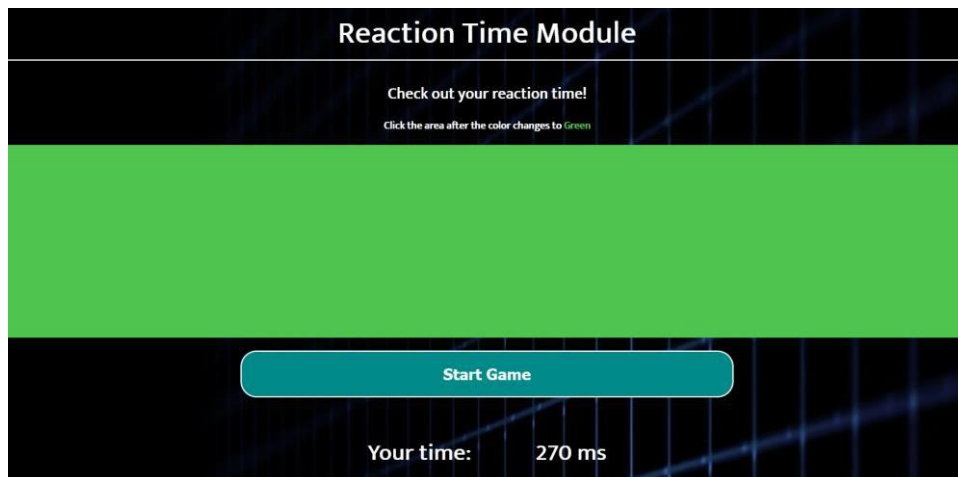 Reaction Time Module
Check out your reaction time!
Click the area after the color changes to Green
Start Game
Your time: 270 ms